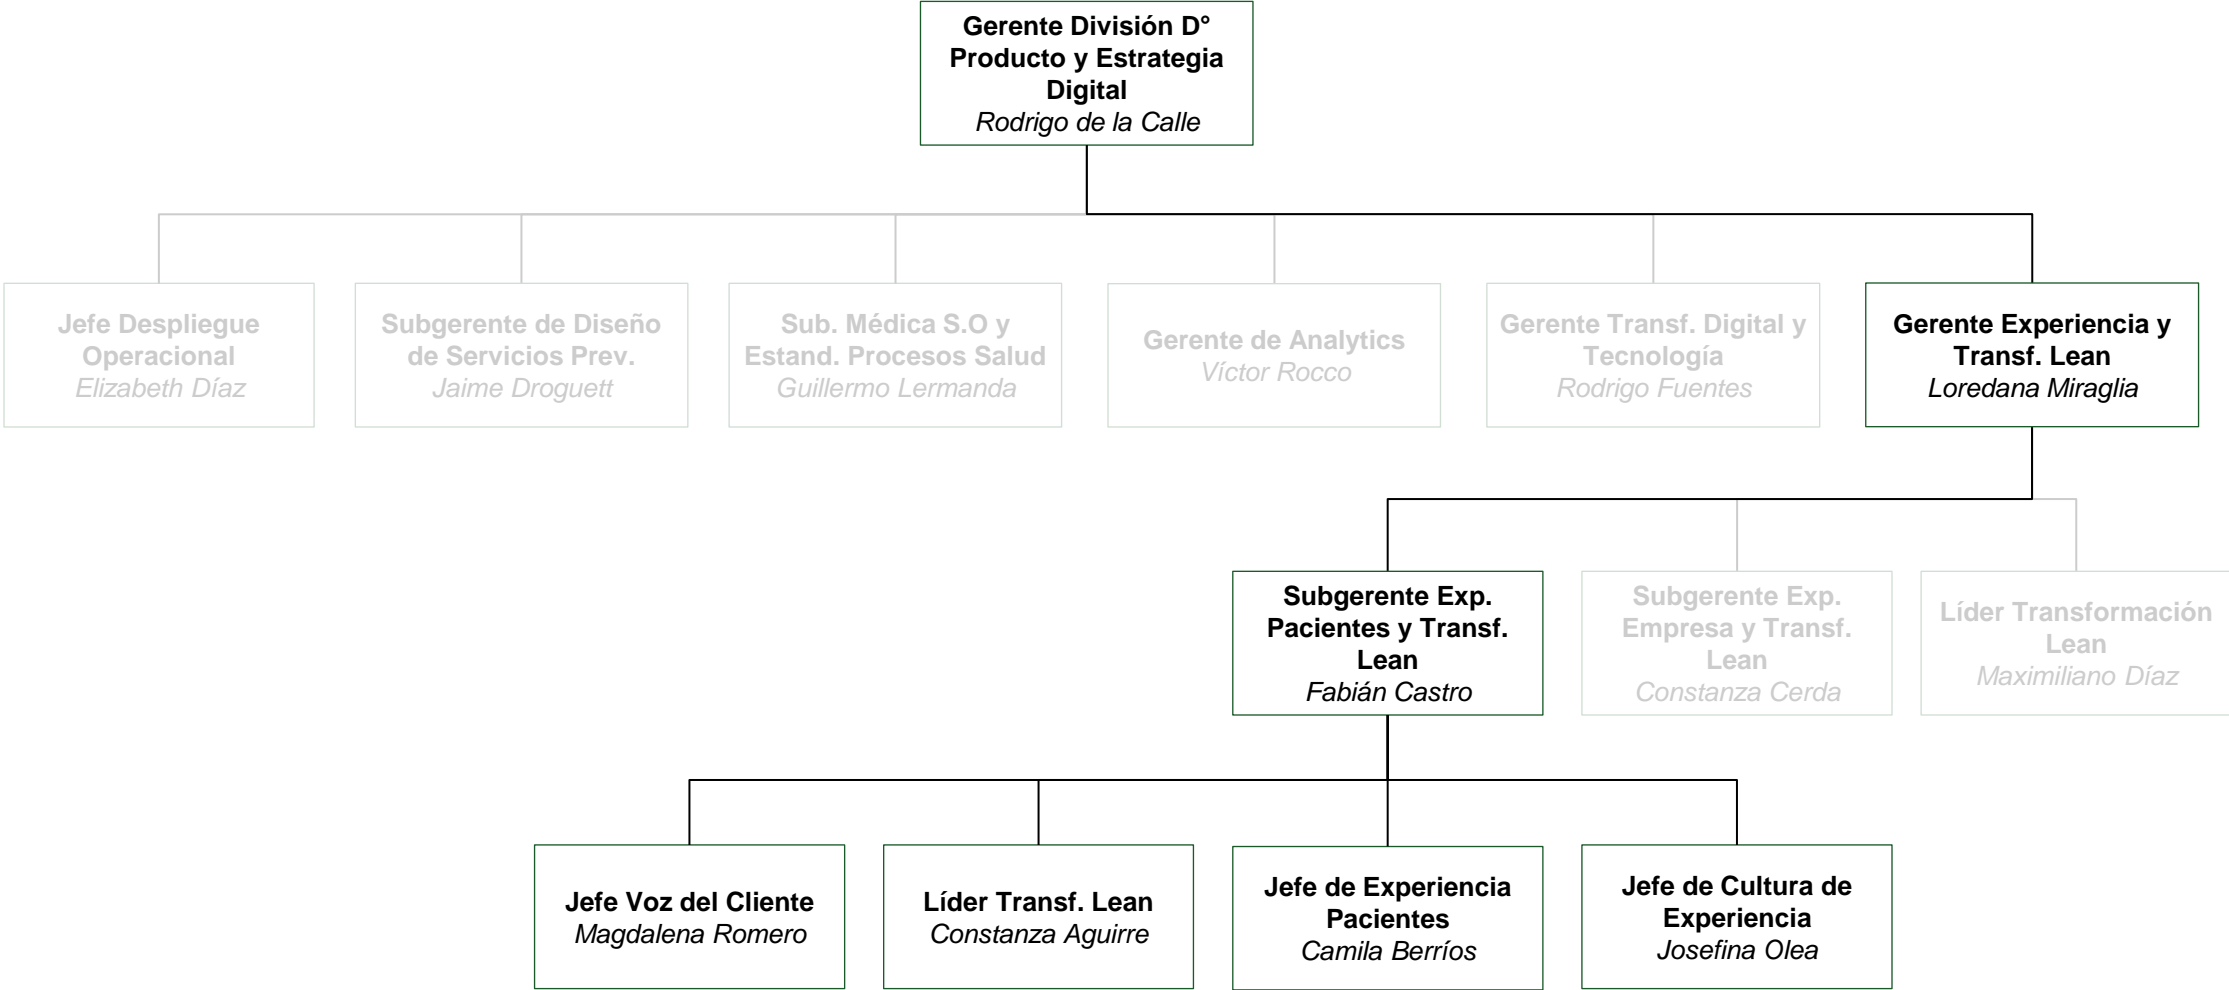 Gerente División D°
Producto y Estrategia
Digital
Rodrigo de la Calle
Jefe Despliegue
Operacional
Elizabeth Díaz
Subgerente de Diseño
de Servicios Prev.
Jaime Droguett
Sub. Médica S.O y
Estand. Procesos Salud
Guillermo Lermanda
Gerente de Analytics
Víctor Rocco
Gerente Transf. Digital y
Tecnología
Rodrigo Fuentes
Gerente Experiencia y
Transf. Lean
Loredana Miraglia
Subgerente Exp.
Pacientes y Transf.
Lean
Fabián Castro
Subgerente Exp.
Empresa y Transf.
Lean
Constanza Cerda
Líder Transformación
Lean
Maximiliano Díaz
Jefe Voz del Cliente
Magdalena Romero
Líder Transf. Lean
Constanza Aguirre
Jefe de Experiencia
Pacientes
Camila Berríos
Jefe de Cultura de
Experiencia
Josefina Olea